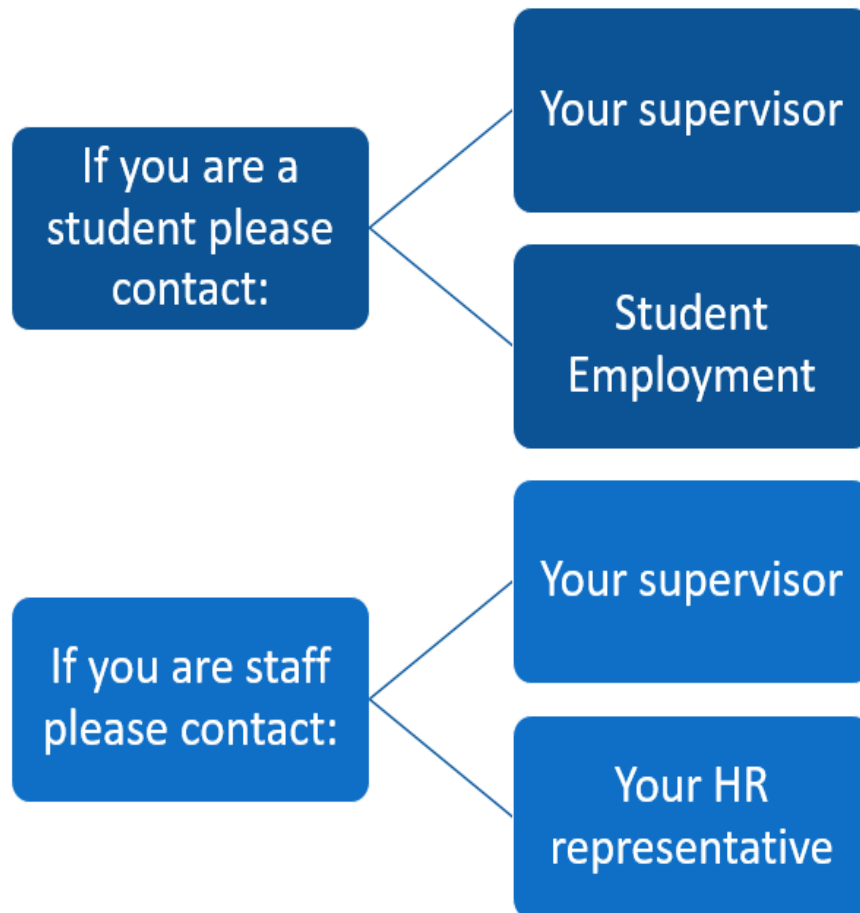 If you are a
student please
contact:
Your supervisor
Student
Employment
If you are staff
please contact:
Your supervisor
Your HR
representative